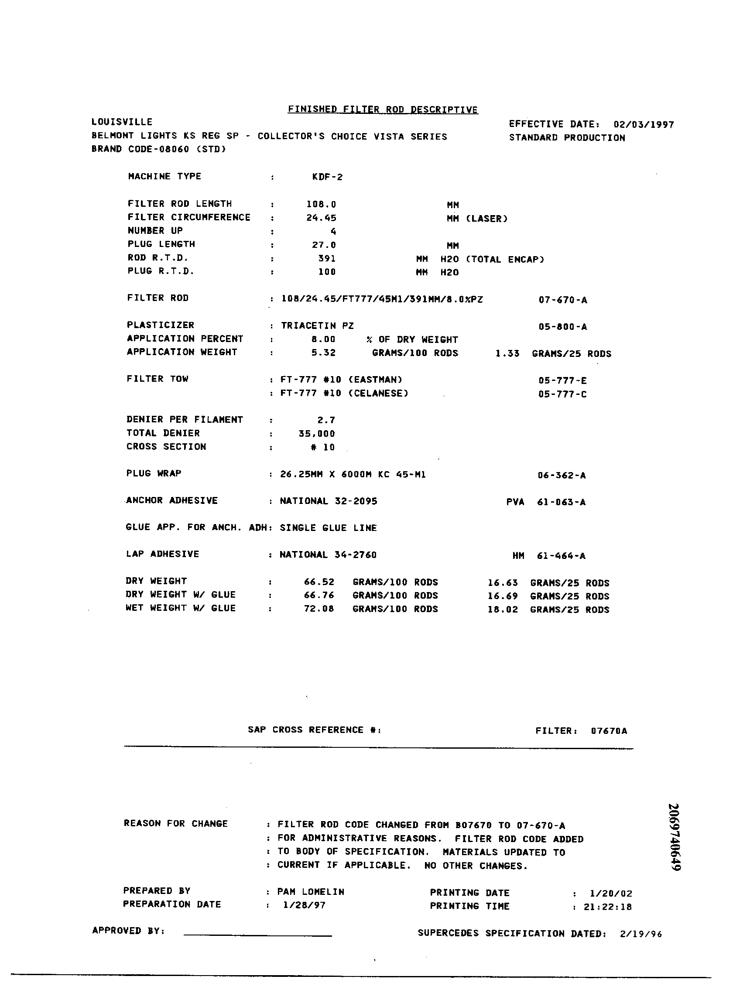 FINISHED FILTER ROD DESCRIPTIVE
LOUISVILLE EFFECTIVE DATE: 02/03/1997
BELMONT LIGHTS KS REG SP - COLLECTOR'S CHOICE VISTA SERIES STANDARD PRODUCTION
BRAND CODE-08060 (STD)
MACHINE TYPE : KDF-2
FILTER ROD LENGTH : 108.0 MM
FILTER CIRCUMFERENCE : 24.45 MM (LASER)
NUMBER UP : 4
PLUG LENGTH : 27.0 MM
ROD R.T.D. : 391 MM H2O (TOTAL ENCAP)
PLUG R.T.D. : 100 MM H2O
FILTER ROD : 108/24.45/FT777/45M1/391MM/8.0%PZ 07-670-A
PLASTICIZER : TRIACETIN PZ 05-800-A
APPLICATION PERCENT : 8.00 % OF DRY WEIGHT
APPLICATION WEIGHT : 5.32 GRAMS/100 RODS 1.33 GRAMS/25 RODS
FILTER TOW : FT-777 #10 (EASTMAN) 05-777-E
: FT-777 #10 (CELANESE) 05-777-C
DENIER PER FILAMENT : 2.7
TOTAL DENIER : 35,000
CROSS SECTION : # 10
PLUG WRAP : 26.25MM X 6000M KC 45-M1 06-362-A
ANCHOR ADHESIVE : NATIONAL 32-2095 PVA 61-063-A
GLUE APP. FOR ANCH. ADH: SINGLE GLUE LINE
LAP ADHESIVE : NATIONAL 34-2760 HM 61-464-A
DRY WEIGHT : 66.52 GRAMS/100 RODS 16.63 GRAMS/25 RODS
DRY WEIGHT W/ GLUE : 66.76 GRAMS/100 RODS 16.69 GRAMS/25 RODS
WET WEIGHT W/ GLUE : 72.08 GRAMS/100 RODS 18.02 GRAMS/25 RODS
SAP CROSS REFERENCE #: FILTER: 07670A
REASON FOR CHANGE : FILTER ROD CODE CHANGED FROM B07670 TO 07-670-A
: FOR ADMINISTRATIVE REASONS. FILTER ROD CODE ADDED
: TO BODY OF SPECIFICATION. MATERIALS UPDATED TO
: CURRENT IF APPLICABLE. NO OTHER CHANGES.
2069740649
PREPARED BY : PAM LOMELIN PRINTING DATE : 1/20/02
PREPARATION DATE : 1/28/97 PRINTING TIME : 21:22:18
APPROVED BY: SUPERCEDES SPECIFICATION DATED: 2/19/96